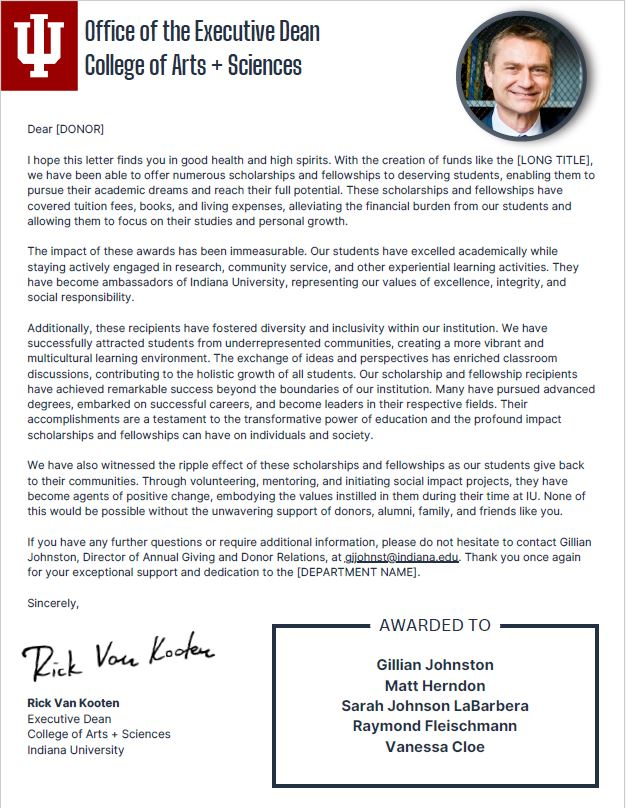 Office of the Executive Dean
College of Arts + Sciences
Dear [DONOR]
I hope this letter finds you in good health and high spirits. With the creation of funds like the [LONG TITLE],
we have been able to offer numerous scholarships and fellowships to deserving students, enabling them to
pursue their academic dreams and reach their full potential. These scholarships and fellowships have
covered tuition fees, books, and living expenses, alleviating the financial burden from our students and
allowing them to focus on their studies and personal growth.
The impact of these awards has been immeasurable. Our students have excelled academically while
staying actively engaged in research, community service, and other experiential learning activities. They
have become ambassadors of Indiana University, representing our values of excellence, integrity, and
social responsibility.
Additionally, these recipients have fostered diversity and inclusivity within our institution. We have
successfully attracted students from underrepresented communities, creating a more vibrant and
multicultural learning environment. The exchange of ideas and perspectives has enriched classroom
discussions, contributing to the holistic growth of all students. Our scholarship and fellowship recipients
have achieved remarkable success beyond the boundaries of our institution. Many have pursued advanced
degrees, embarked on successful careers, and become leaders in their respective fields. Their
accomplishments are a testament to the transformative power of education and the profound impact
scholarships and fellowships can have on individuals and society.
We have also witnessed the ripple effect of these scholarships and fellowships as our students give back
to their communities. Through volunteering, mentoring, and initiating social impact projects, they have
become agents of positive change, embodying the values instilled in them during their time at IU. None of
this would be possible without the unwavering support of donors, alumni, family, and friends like you.
If you have any further questions or require additional information, please do not hesitate to contact Gillian
Johnston, Director of Annual Giving and Donor Relations, at gjjohnst@indiana.edu. Thank you once again
for your exceptional support and dedication to the [DEPARTMENT NAME].
Sincerely,
Rick Van Kooten
Rick Van Kooten
Executive Dean
College of Arts + Sciences
Indiana University
AWARDED TO
Gillian Johnston
Matt Herndon
Sarah Johnson LaBarbera
Raymond Fleischmann
Vanessa Cloe